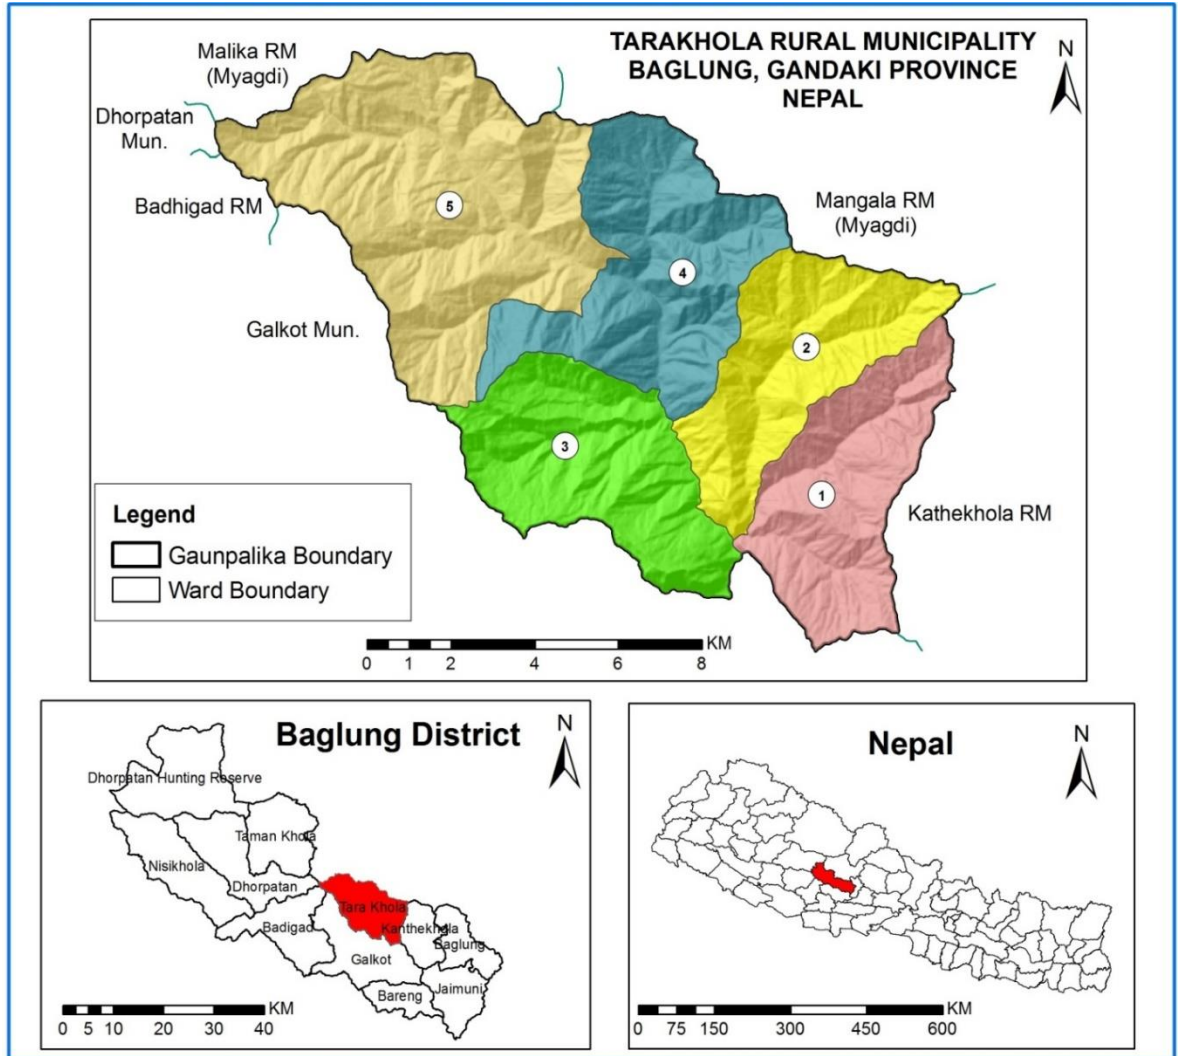 TARAKHOLA RURAL MUNICIPALITY
BAGLUNG, GANDAKI PROVINCE
NEPAL
N
Malika RM
(Myagdi)
Dhorpatan
Mun.
Badhigad RM
Mangala RM
(Myagdi)
Galkot Mun.
Kathekhola RM
5
4
2
3
1
Legend
Gaunpalika Boundary
Ward Boundary
KM
0 1 2 4 6 8
Baglung District
N
Dhorpatan Hunting Reserve
Taman Khola
Nisikhola
Dhorpatan
Tara Khola
Badigad
Kanthekhola
Baglung
Galkot
Bareng
Jaimuni
KM
0 5 10 20 30 40
Nepal
N
KM
0 75 150 300 450 600